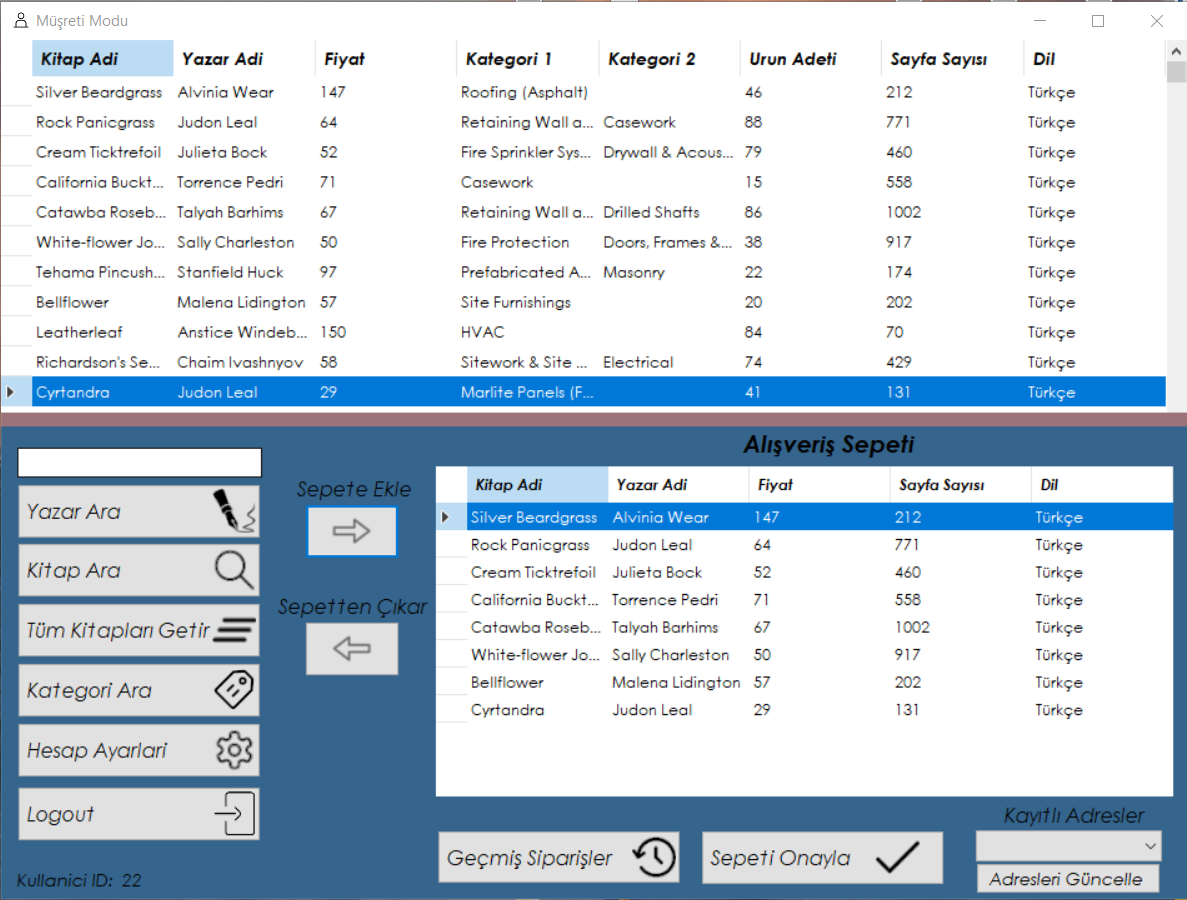 Müşreti Modu
Kitap Adi Yazar Adi Fiyat Kategori 1 Kategori 2 Urun Adeti Sayfa Sayısı Dil
Silver Beardgrass Alvinia Wear 147 Roofing (Asphalt) 46 212 Türkçe
Rock Panicgrass Judon Leal 64 Retaining Wall a... Casework 88 771 Türkçe
Cream Ticktrefoil Julieta Bock 52 Fire Sprinkler Sys... Drywall & Acous... 79 460 Türkçe
California Buckt... Torrence Pedri 71 Casework 15 558 Türkçe
Catawba Roseb... Talyah Barhims 67 Retaining Wall a... Drilled Shafts 86 1002 Türkçe
White-flower Jo... Sally Charleston 50 Fire Protection Doors, Frames &... 38 917 Türkçe
Tehama Pincush... Stanfield Huck 97 Prefabricated A... Masonry 22 174 Türkçe
Bellflower Malena Lidington 57 Site Furnishings 20 202 Türkçe
Leatherleaf Anstice Windeb... 150 HVAC 84 70 Türkçe
Richardson's Se... Chaim Ivashnyov 58 Sitework & Site ... Electrical 74 429 Türkçe
Cyrtandra Judon Leal 29 Marlite Panels (F... 41 131 Türkçe
Yazar Ara
Kitap Ara
Tüm Kitapları Getir
Kategori Ara
Hesap Ayarlari
Logout
Kullanici ID: 22
Sepete Ekle
Sepetten Çıkar
Alışveriş Sepeti
Kitap Adi Yazar Adi Fiyat Sayfa Sayısı Dil
Silver Beardgrass Alvinia Wear 147 212 Türkçe
Rock Panicgrass Judon Leal 64 771 Türkçe
Cream Ticktrefoil Julieta Bock 52 460 Türkçe
California Buckt... Torrence Pedri 71 558 Türkçe
Catawba Roseb... Talyah Barhims 67 1002 Türkçe
White-flower Jo... Sally Charleston 50 917 Türkçe
Bellflower Malena Lidington 57 202 Türkçe
Cyrtandra Judon Leal 29 131 Türkçe
Geçmiş Siparişler
Sepeti Onayla
Kayıtlı Adresler
Adresleri Güncelle